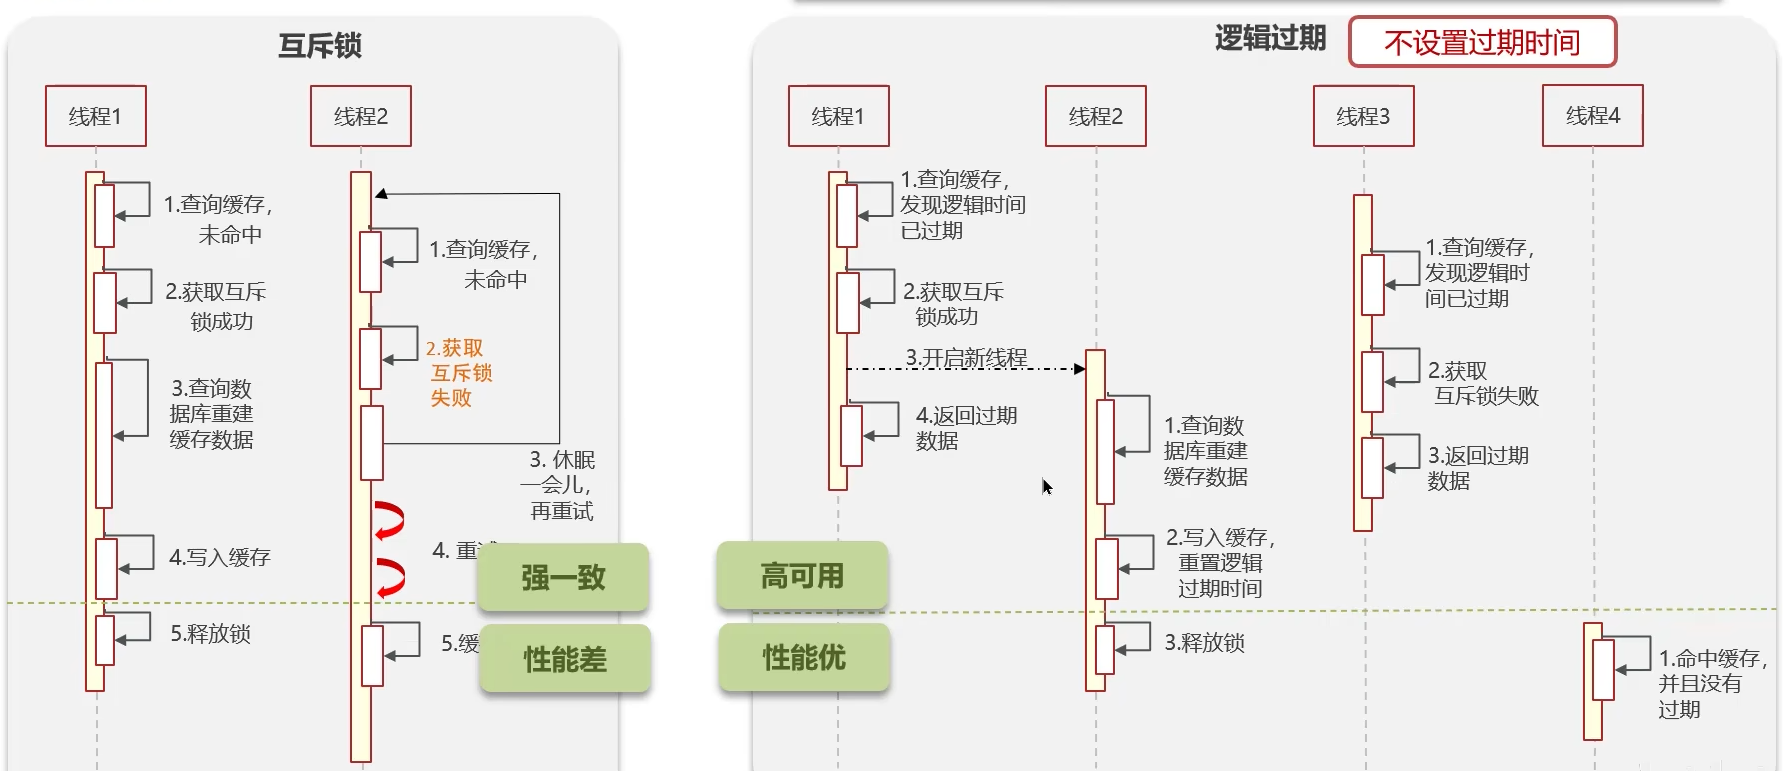 互斥锁
线程1
线程2
1.查询缓存，
未命中
2.获取互斥
锁成功
3.查询数
据库重建
缓存数据
4.写入缓存
5.释放锁
1.查询缓存，
未命中
2.获取
互斥锁
失败
3. 休眠
一会儿，
再重试
4. 重
5.缓
强一致
性能差
逻辑过期
不设置过期时间
线程1
线程2
线程3
线程4
1.查询缓存，
发现逻辑时间
已过期
2.获取互斥
锁成功
3.开启新线程
4.返回过期
数据
1.查询数
据库重建
缓存数据
2.写入缓存，
重置逻辑
过期时间
3.释放锁
1.查询缓存，
发现逻辑时
间已过期
2.获取
互斥锁失败
3.返回过期
数据
1.命中缓存，
并且没有
过期
高可用
性能优